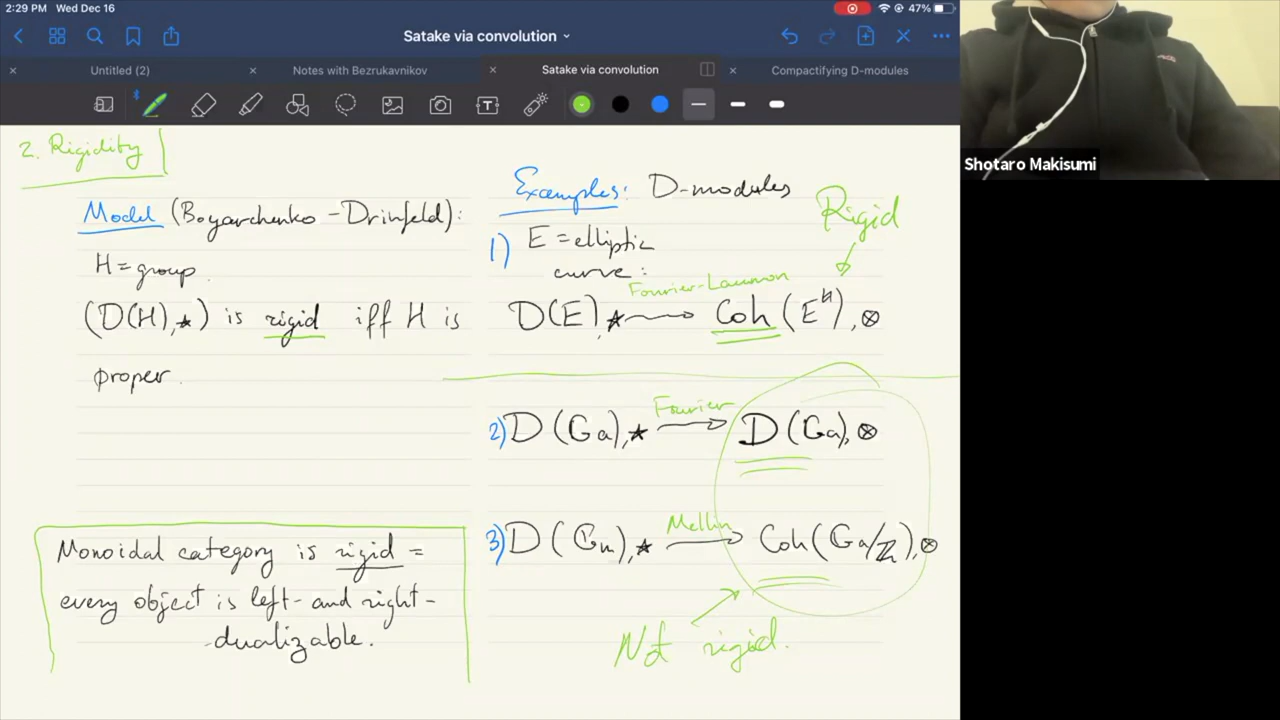 2:29 PM Wed Dec 16
47%
Satake via convolution
Untitled (2)
Notes with Bezrukavnikov
Satake via convolution
Compactifying D-modules
Shotaro Makisumi
2. Rigidity
Model (Boyarchenko - Drinfeld):
H = group.
(D(H), ★) is rigid iff H is
proper.
Monoidal category is rigid =
every object is left- and right-
dualizable.
Examples: D-modules
Rigid
1) E = elliptic
curve:
Fourier-Laumon
D(E), ★ ⟶ Coh(E♮), ⊗
Fourier
2) D(Ga), ★ ⟶ D(Ga), ⊗
Mellin
3) D(Gm), ★ ⟶ Coh(Ga/ℤ), ⊗
Not rigid.